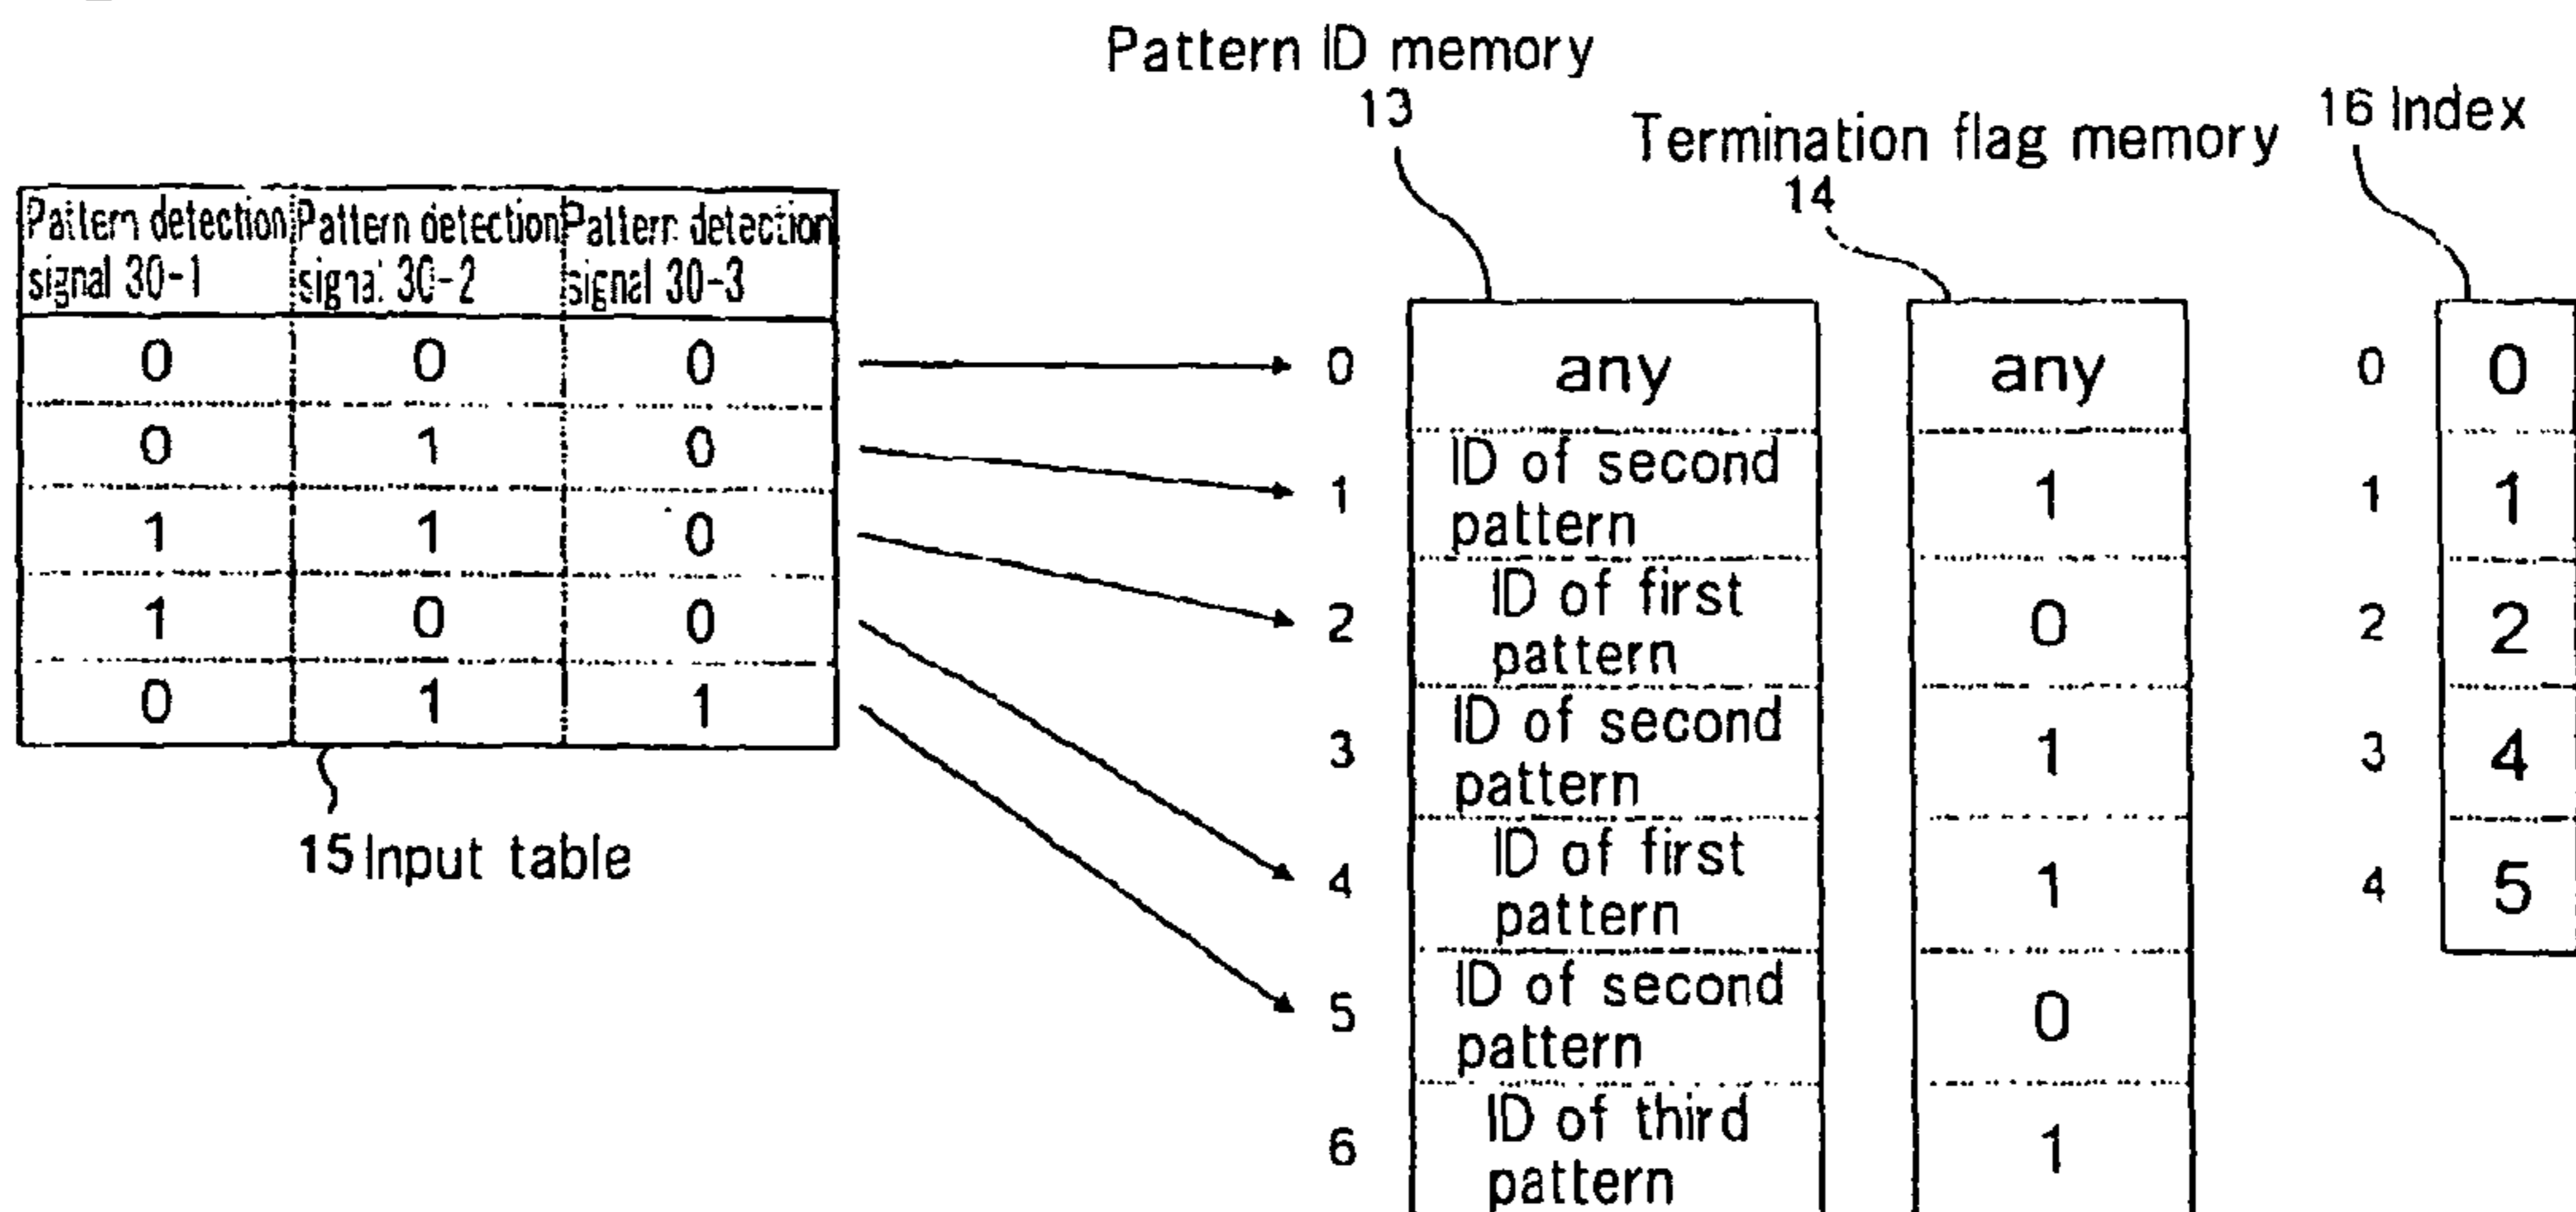 Pattern ID memory
13
Termination flag memory
14
16 Index
Pattern detection signal 30-1
Pattern detection signal 30-2
Pattern detection signal 30-3
0 0 0
0 1 0
1 1 0
1 0 0
0 1 1
15 Input table
0 any any
1 ID of second pattern 1
2 ID of first pattern 0
3 ID of second pattern 1
4 ID of first pattern 1
5 ID of second pattern 0
6 ID of third pattern 1
0 0
1 1
2 2
3 4
4 5